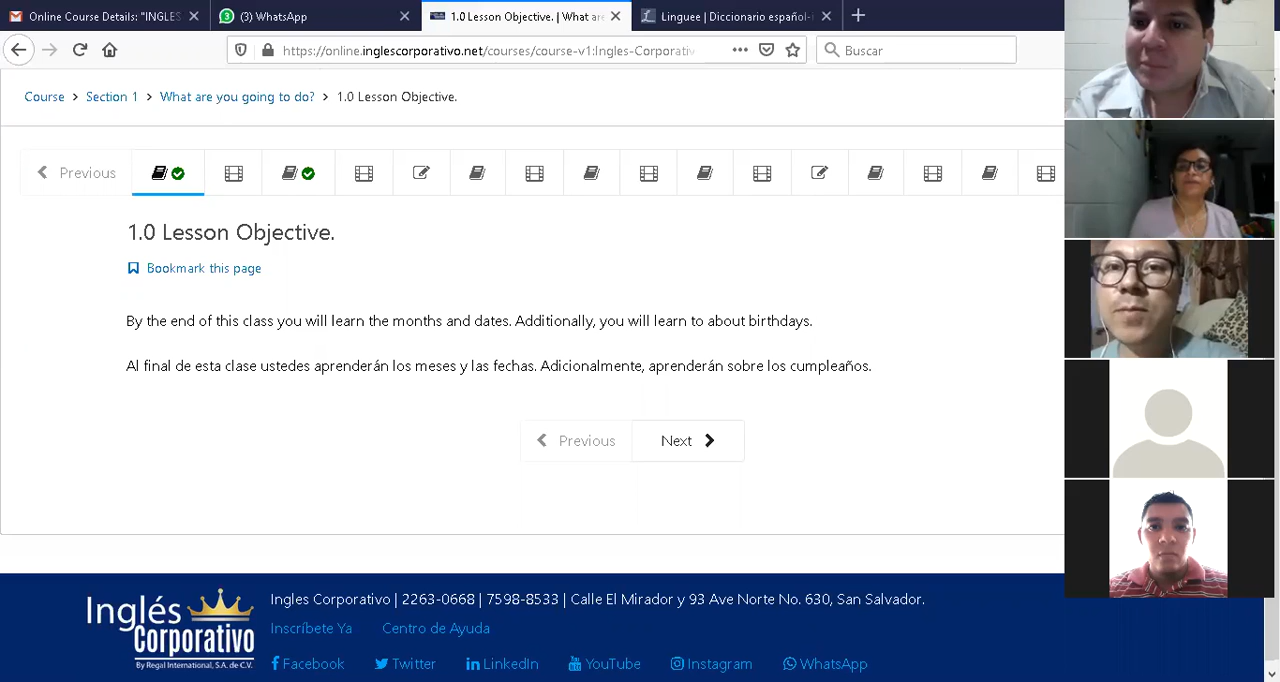 Online Course Details: "INGLES
(3) WhatsApp
1.0 Lesson Objective. | What are
Linguee | Diccionario español-
https://online.inglescorporativo.net/courses/course-v1:Ingles-Corporativ
Buscar
Course > Section 1 > What are you going to do? > 1.0 Lesson Objective.
Previous
1.0 Lesson Objective.
Bookmark this page
By the end of this class you will learn the months and dates. Additionally, you will learn to about birthdays.
Al final de esta clase ustedes aprenderán los meses y las fechas. Adicionalmente, aprenderán sobre los cumpleaños.
Previous Next
Inglés Corporativo
By Regal International, S.A. de C.V.
Ingles Corporativo | 2263-0668 | 7598-8533 | Calle El Mirador y 93 Ave Norte No. 630, San Salvador.
Inscríbete Ya Centro de Ayuda
Facebook Twitter LinkedIn YouTube Instagram WhatsApp